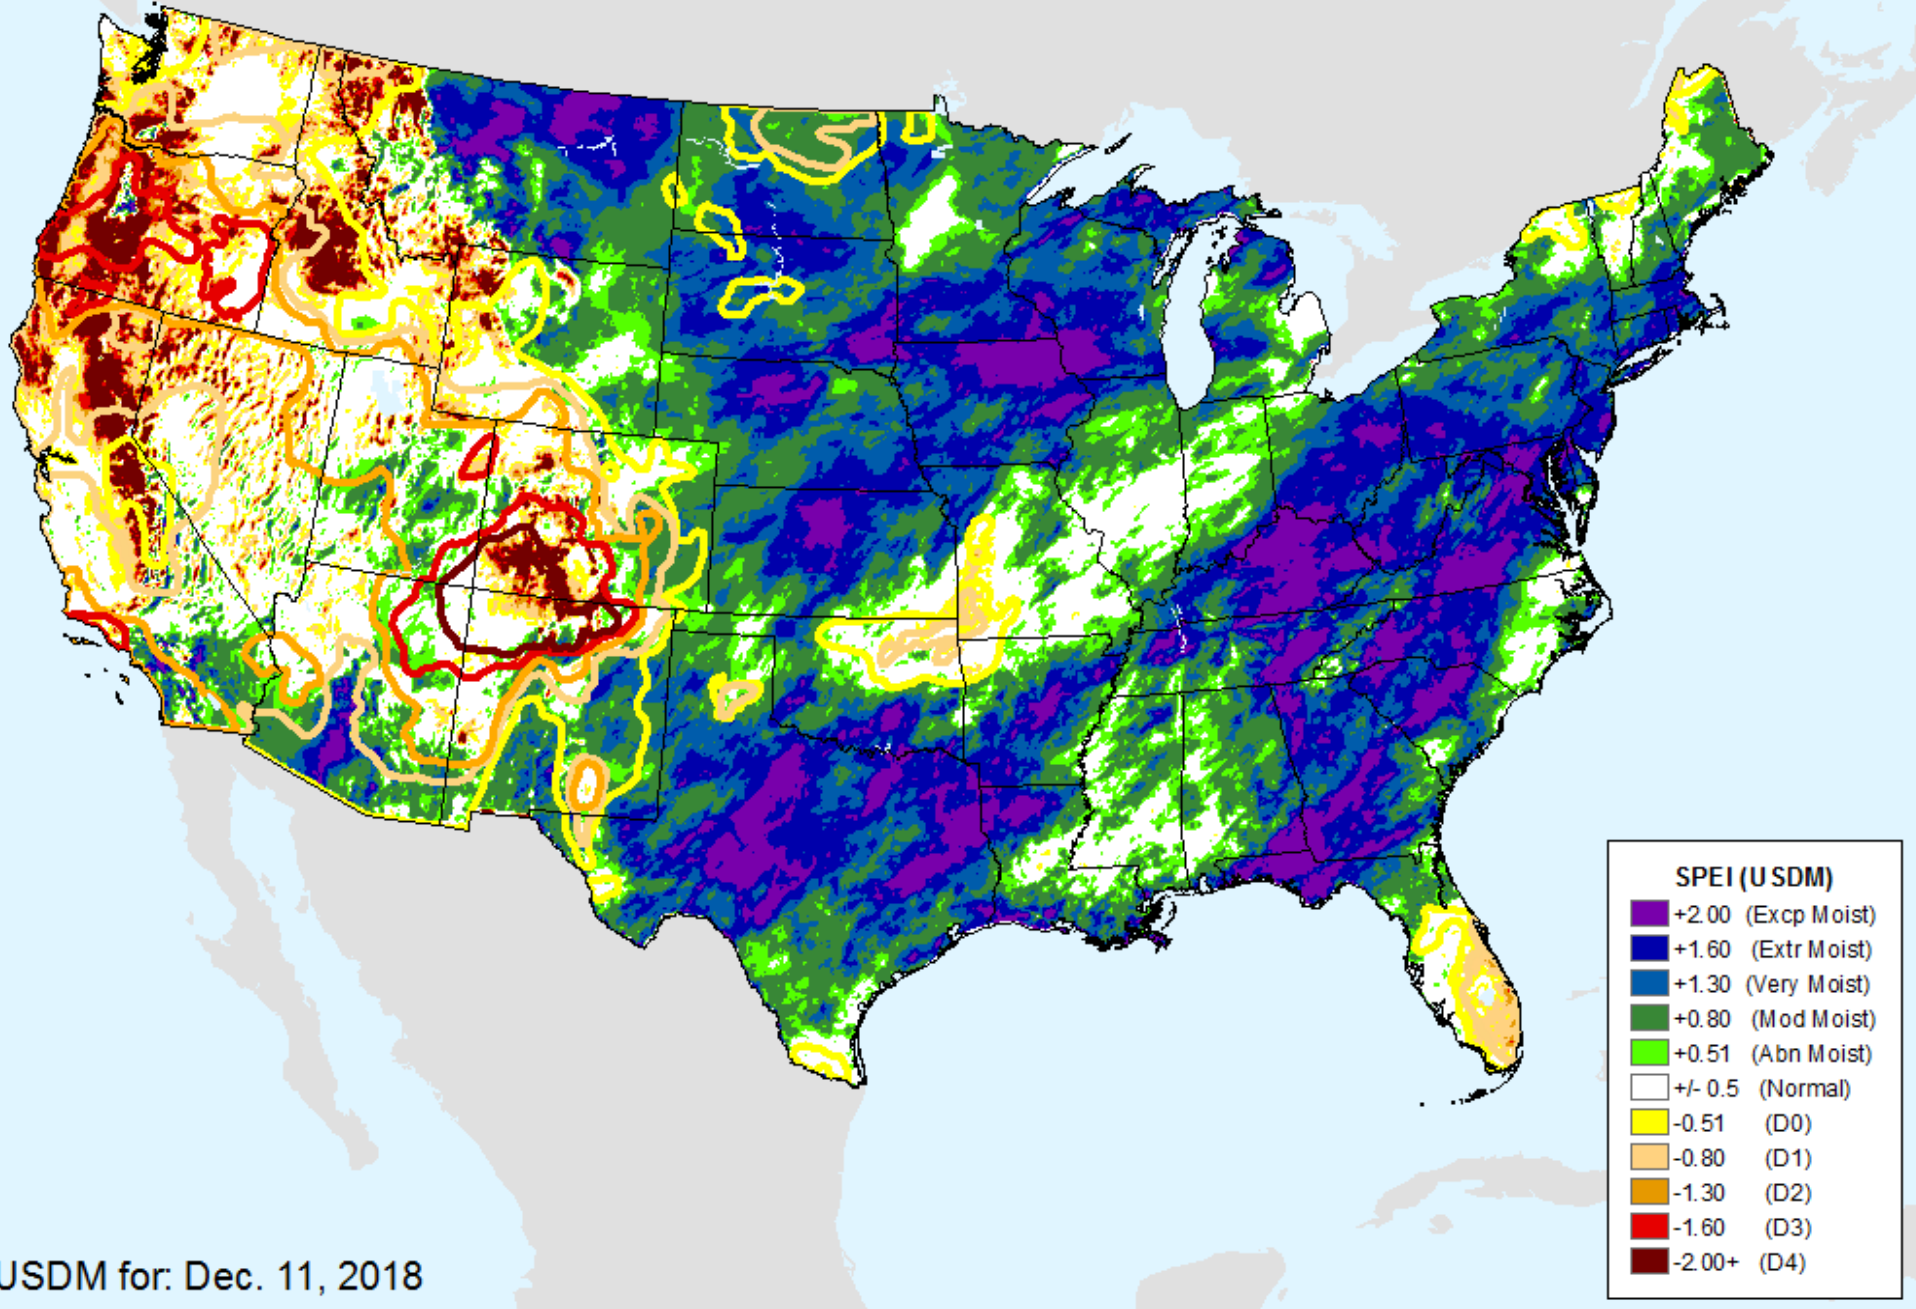 SPEI (USDM)
+2.00 (Excp Moist)
+1.60 (Extr Moist)
+1.30 (Very Moist)
+0.80 (Mod Moist)
+0.51 (Abn Moist)
+/- 0.5 (Normal)
-0.51 (D0)
-0.80 (D1)
-1.30 (D2)
-1.60 (D3)
-2.00+ (D4)
USDM for: Dec. 11, 2018